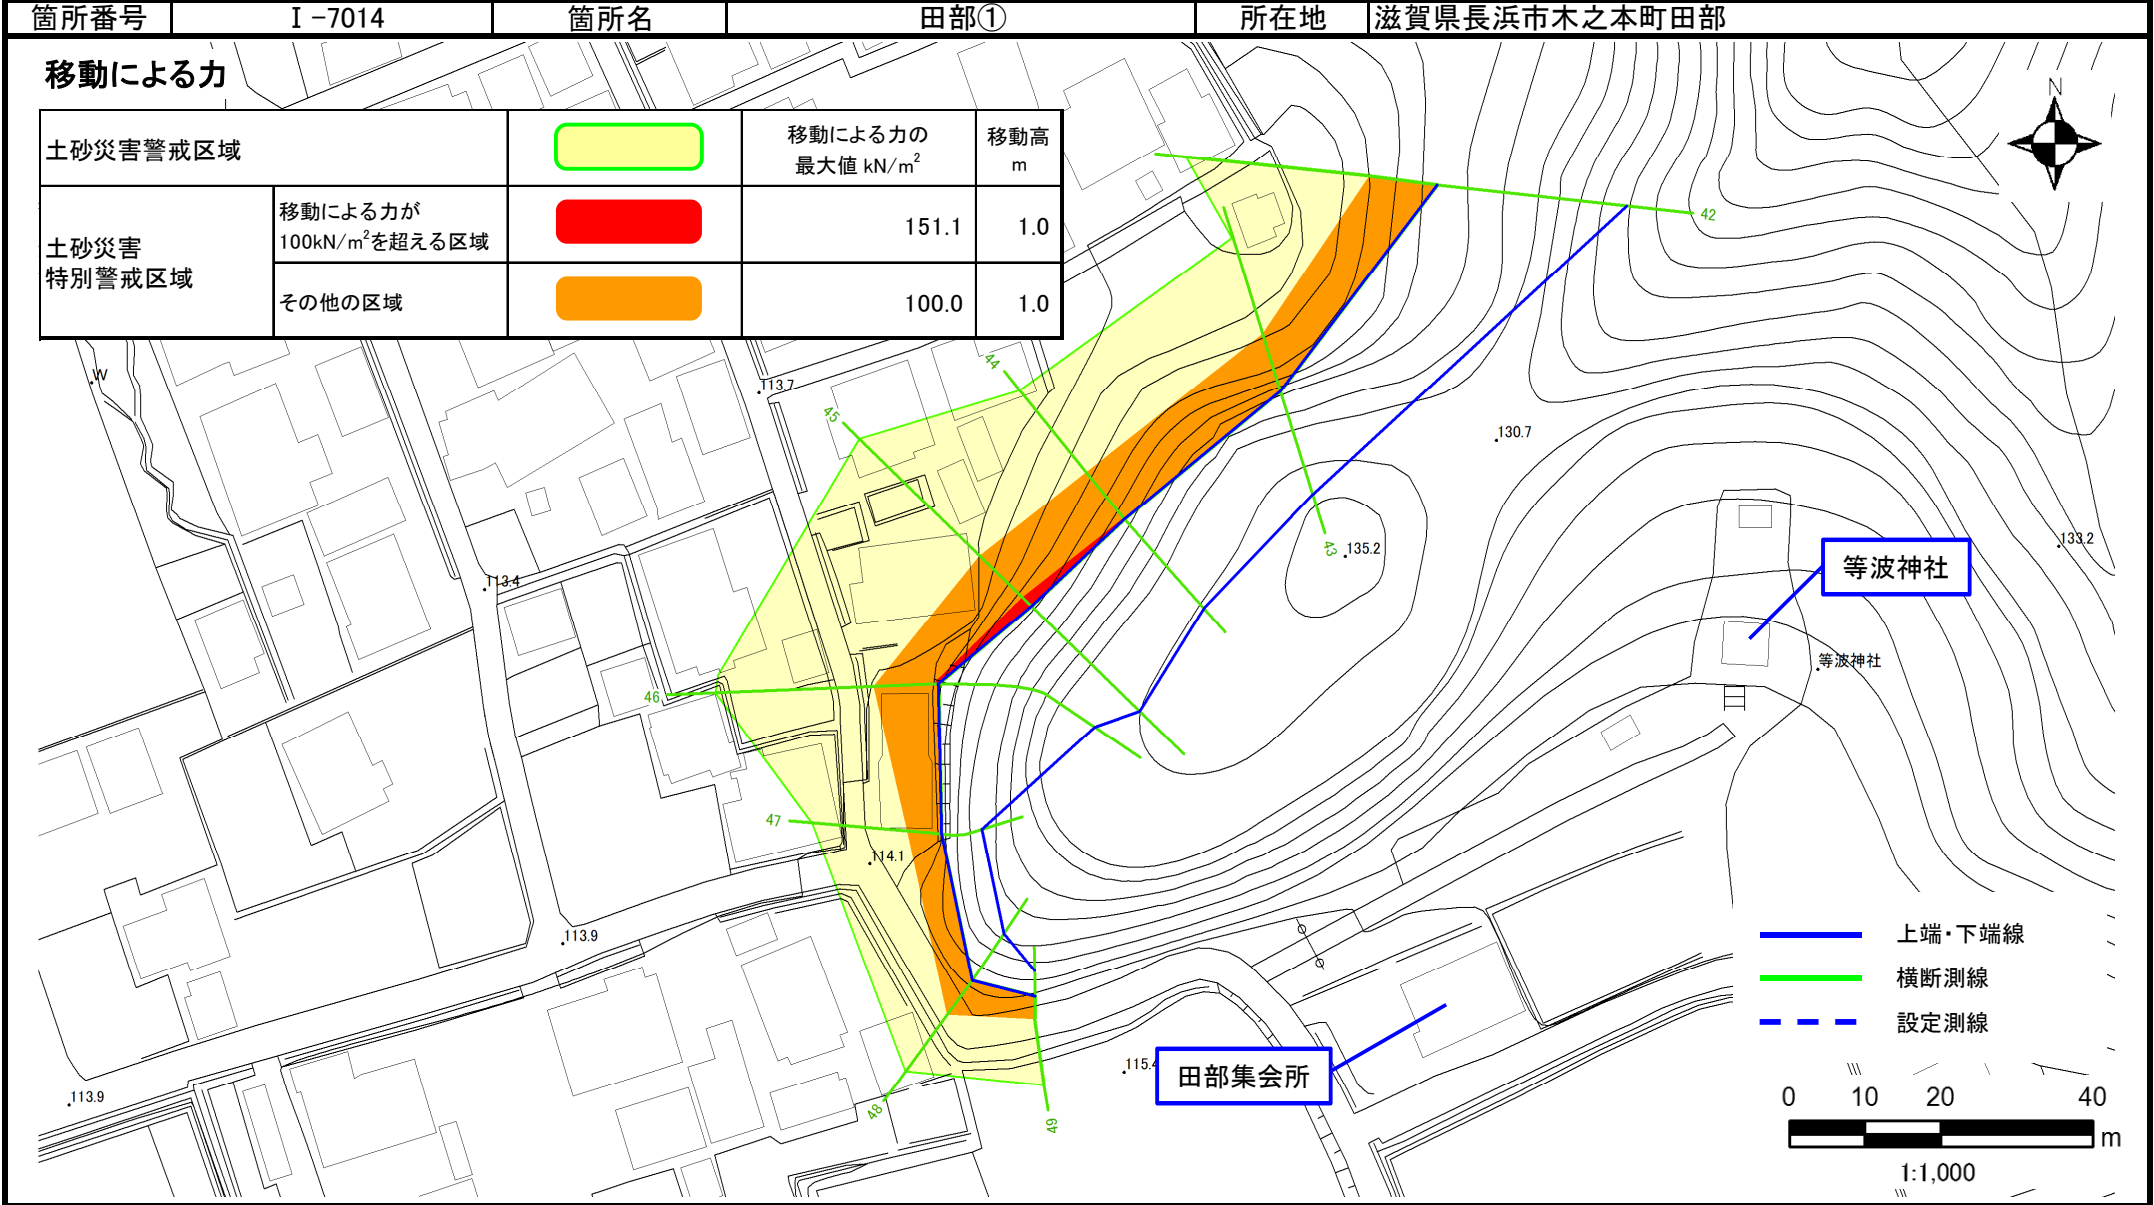 箇所番号 Ⅰ-7014 箇所名 田部① 所在地 滋賀県長浜市木之本町田部
移動による力
土砂災害警戒区域
移動による力の
最大値 kN/m²
移動高
m
土砂災害
特別警戒区域
移動による力が
100kN/m²を超える区域
151.1 1.0
その他の区域
100.0 1.0
N
42
43
44
45
46
47
48
49
W
113.7
113.4
130.7
135.2
133.2
等波神社
等波神社
114.1
113.9
113.9
115.4
田部集会所
上端・下端線
横断測線
設定測線
0 10 20 40
m
1:1,000